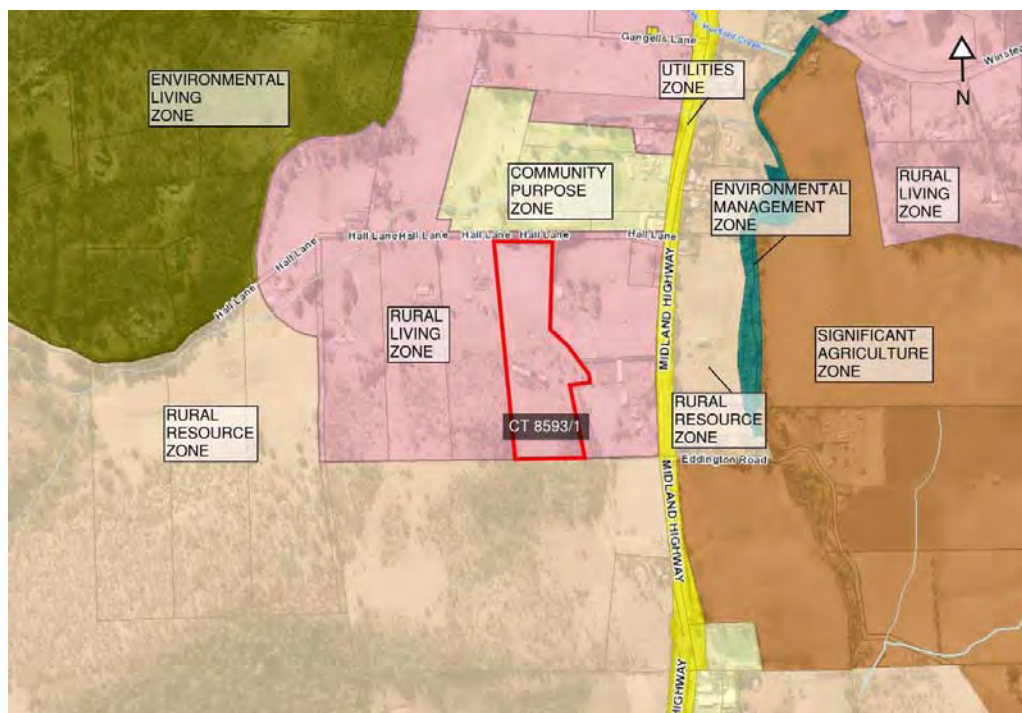 Gangells Lane
Winstea
ENVIRONMENTAL
LIVING
ZONE
UTILITIES
ZONE
N
COMMUNITY
PURPOSE
ZONE
ENVIRONMENTAL
MANAGEMENT
ZONE
RURAL
LIVING
ZONE
Hall Lane Hall Lane Hall Lane Hall Lane Hall Lane
Hall Lane
Hall Lane
MIDLAND HIGHWAY
RURAL
LIVING
ZONE
SIGNIFICANT
AGRICULTURE
ZONE
RURAL
RESOURCE
ZONE
RURAL
RESOURCE
ZONE
CT 8593/1
Eddington Road
MIDLAND HIGHWAY
HIGHWAY